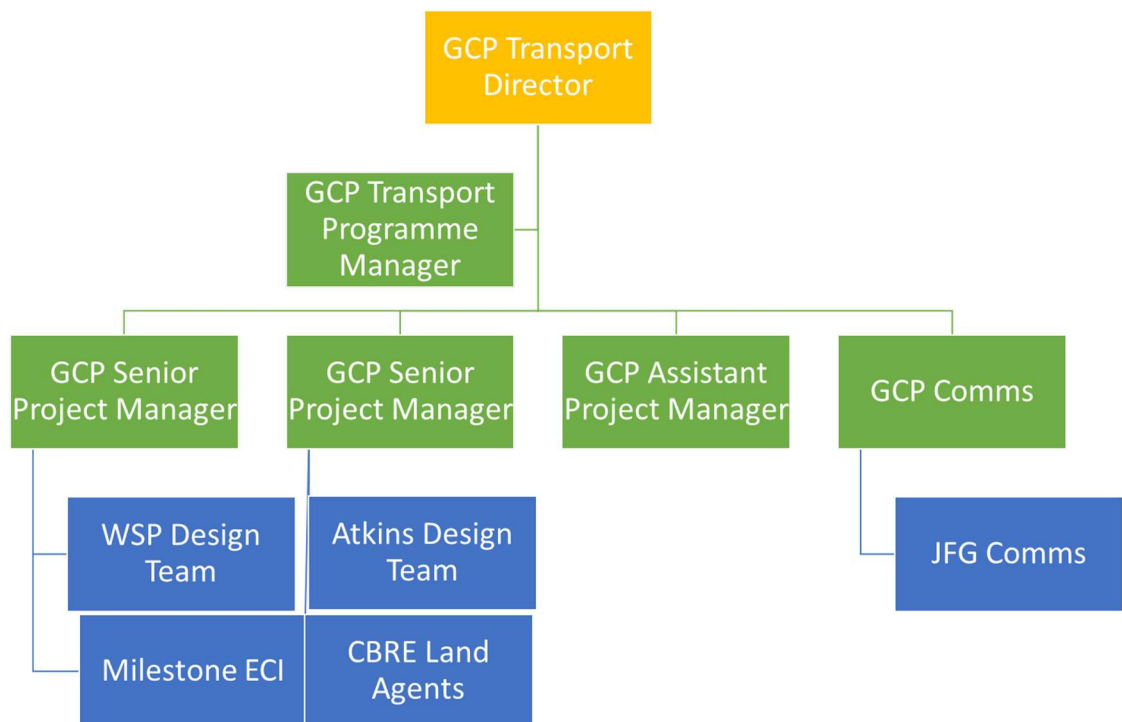 GCP Transport
Director
GCP Transport
Programme
Manager
GCP Senior
Project Manager
GCP Senior
Project Manager
GCP Assistant
Project Manager
GCP Comms
WSP Design
Team
Atkins Design
Team
JFG Comms
Milestone ECI
CBRE Land
Agents